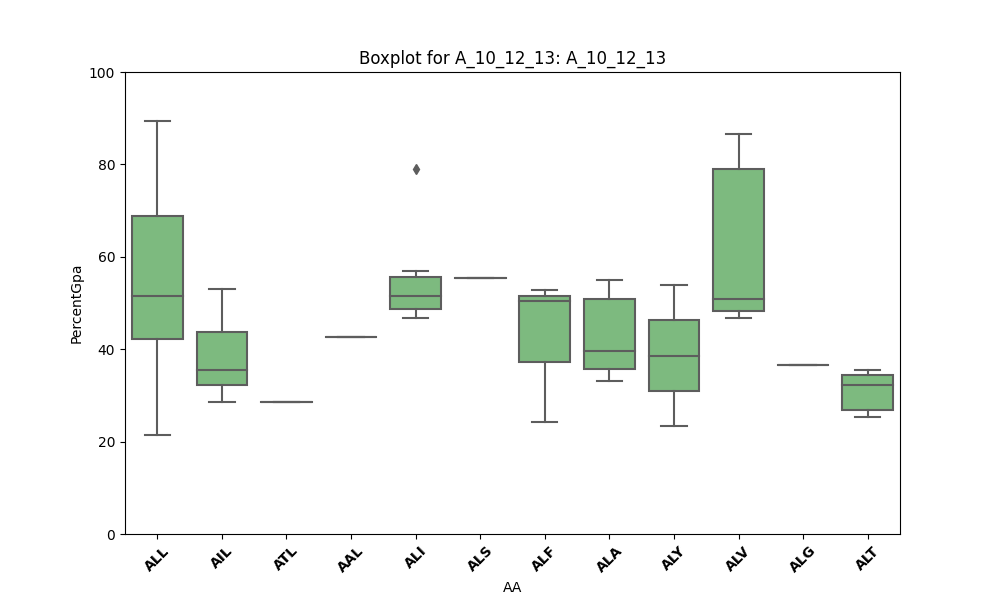 Boxplot for A_10_12_13: A_10_12_13
100
80
60
40
20
0
PercentGpa
ALL AIL ATL AAL ALI ALS ALF ALA ALY ALV ALG ALT
AA